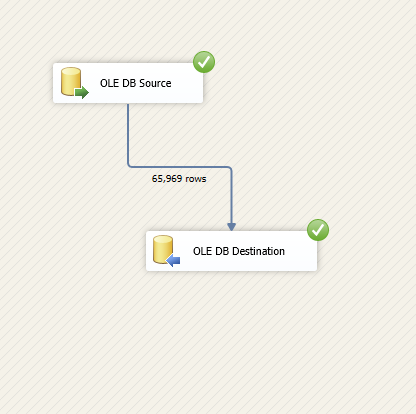 OLE DB Source
65,969 rows
OLE DB Destination